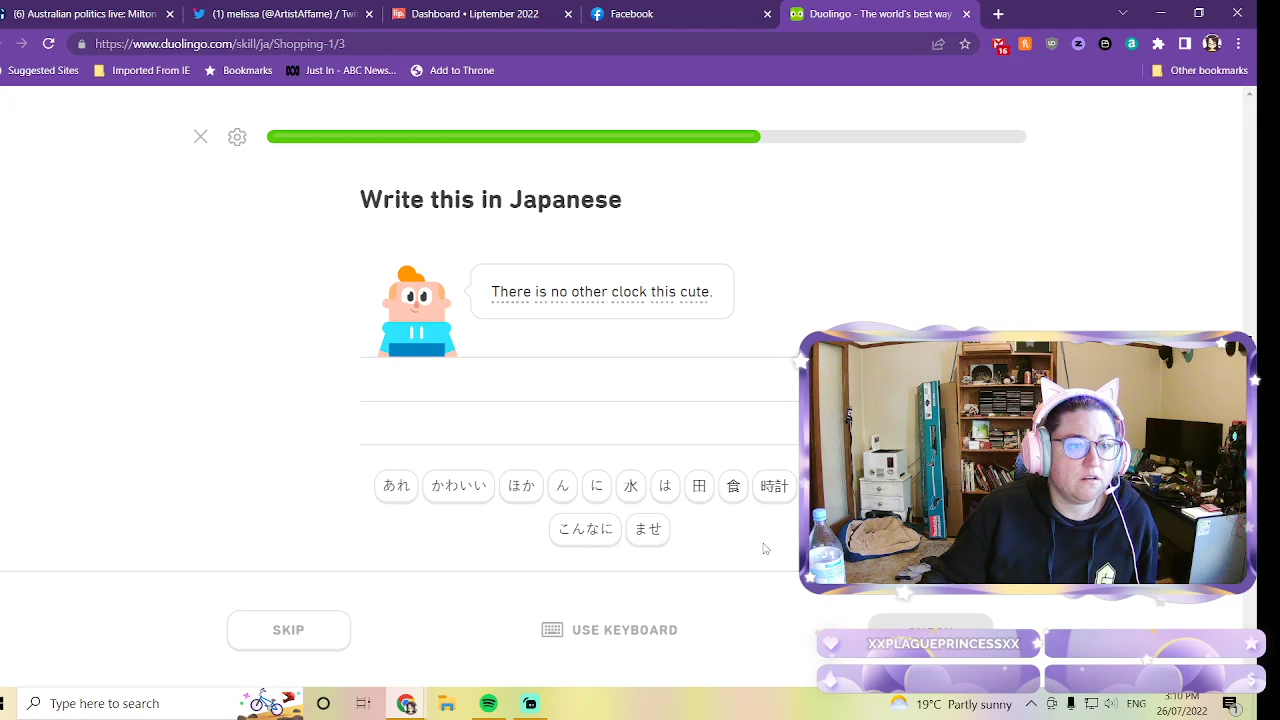 (6) Australian politics live: Milton
melissa (@ArtistAffame) / Twi
lip. Dashboard • Liptember 2022
Facebook
Duolingo - The world's best way
https://www.duolingo.com/skill/ja/Shopping-1/3
16
Suggested Sites
Imported From IE
Bookmarks
Just In - ABC News...
Add to Throne
Other bookmarks
Write this in Japanese
There is no other clock this cute.
あれ かわいい ほか ん に 水 は 田 食 時計
こんなに ませ
SKIP
USE KEYBOARD
XXPLAGUEPRINCESSXX
Type here to search
19°C Partly sunny
ENG
3:10 PM
26/07/2022